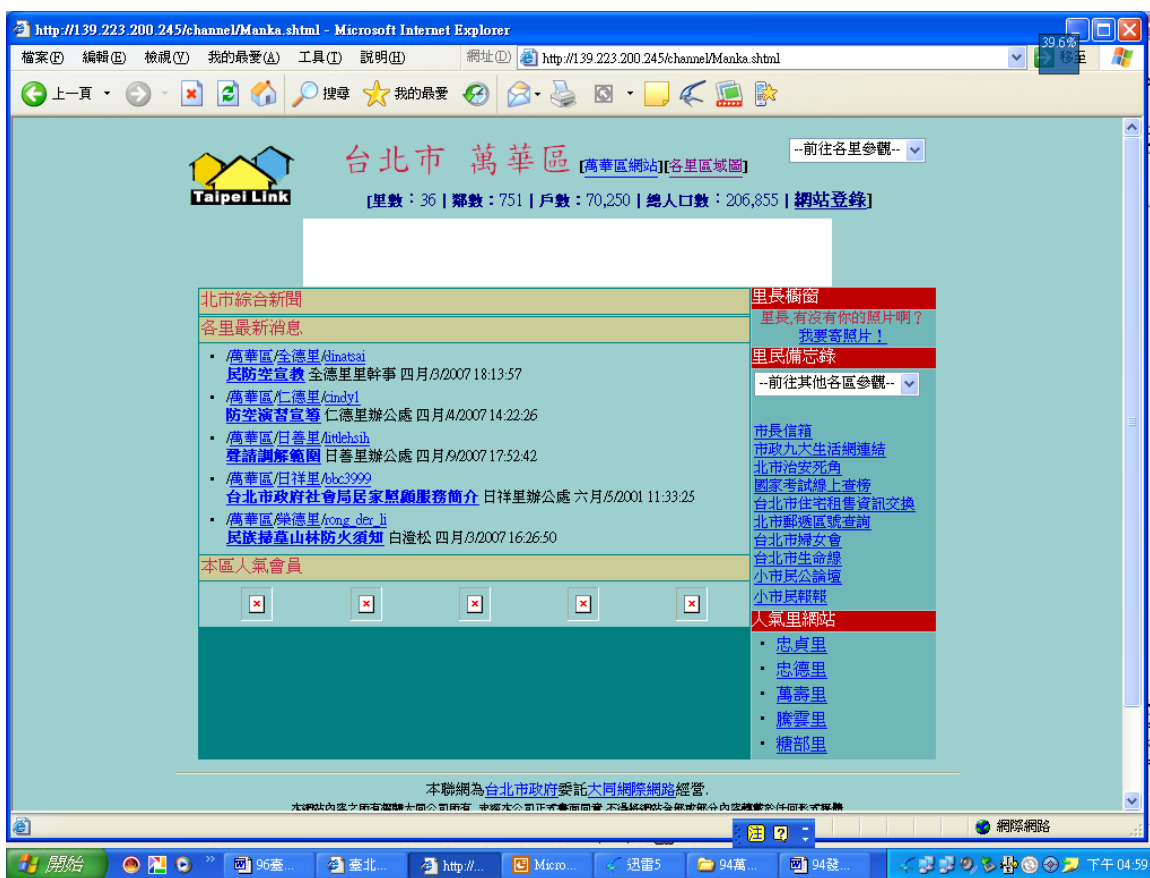 http://139.223.200.245/channel/Manka.shtml - Microsoft Internet Explorer
檔案(F) 編輯(E) 檢視(V) 我的最愛(A) 工具(T) 說明(H) 網址(D) http://139.223.200.245/channel/Manka.shtml 39.6% 移至
上一頁 搜尋 我的最愛
台北市 萬華區 [萬華區網站][各里區域圖] --前往各里參觀--
Taipei Link
[里數：36 | 鄰數：751 | 戶數：70,250 | 總人口數：206,855 | 網站登錄]
北市綜合新聞
各里最新消息
/萬華區/全德里/dinatsai
民防空宣教 全德里里幹事 四月/3/2007 18:13:57
/萬華區/仁德里/cindy1
防空演習宣導 仁德里辦公處 四月/4/2007 14:22:26
/萬華區/日善里/littlehsih
聲請調解範圍 日善里辦公處 四月/9/2007 17:52:42
/萬華區/日祥里/bbc3999
台北市政府社會局居家照顧服務簡介 日祥里辦公處 六月/5/2001 11:33:25
/萬華區/榮德里/rong_der_li
民族掃墓山林防火須知 白澄松 四月/3/2007 16:26:50
本區人氣會員
里長櫥窗
里長,有沒有你的照片啊？
我要寄照片！
里民備忘錄
--前往其他各區參觀--
市長信箱
市政九大生活網連結
北市治安死角
國家考試線上查榜
台北市住宅租售資訊交換
北市郵遞區號查詢
台北市婦女會
台北市生命線
小市民公論壇
小市民報報
人氣里網站
忠貞里
忠德里
萬壽里
騰雲里
糖部里
本聯網為台北市政府委託大同網際網路經營.
網際網路
注
開始 96臺... 臺北... http://... Micro... 迅雷5 94萬... 94發... 下午 04:59